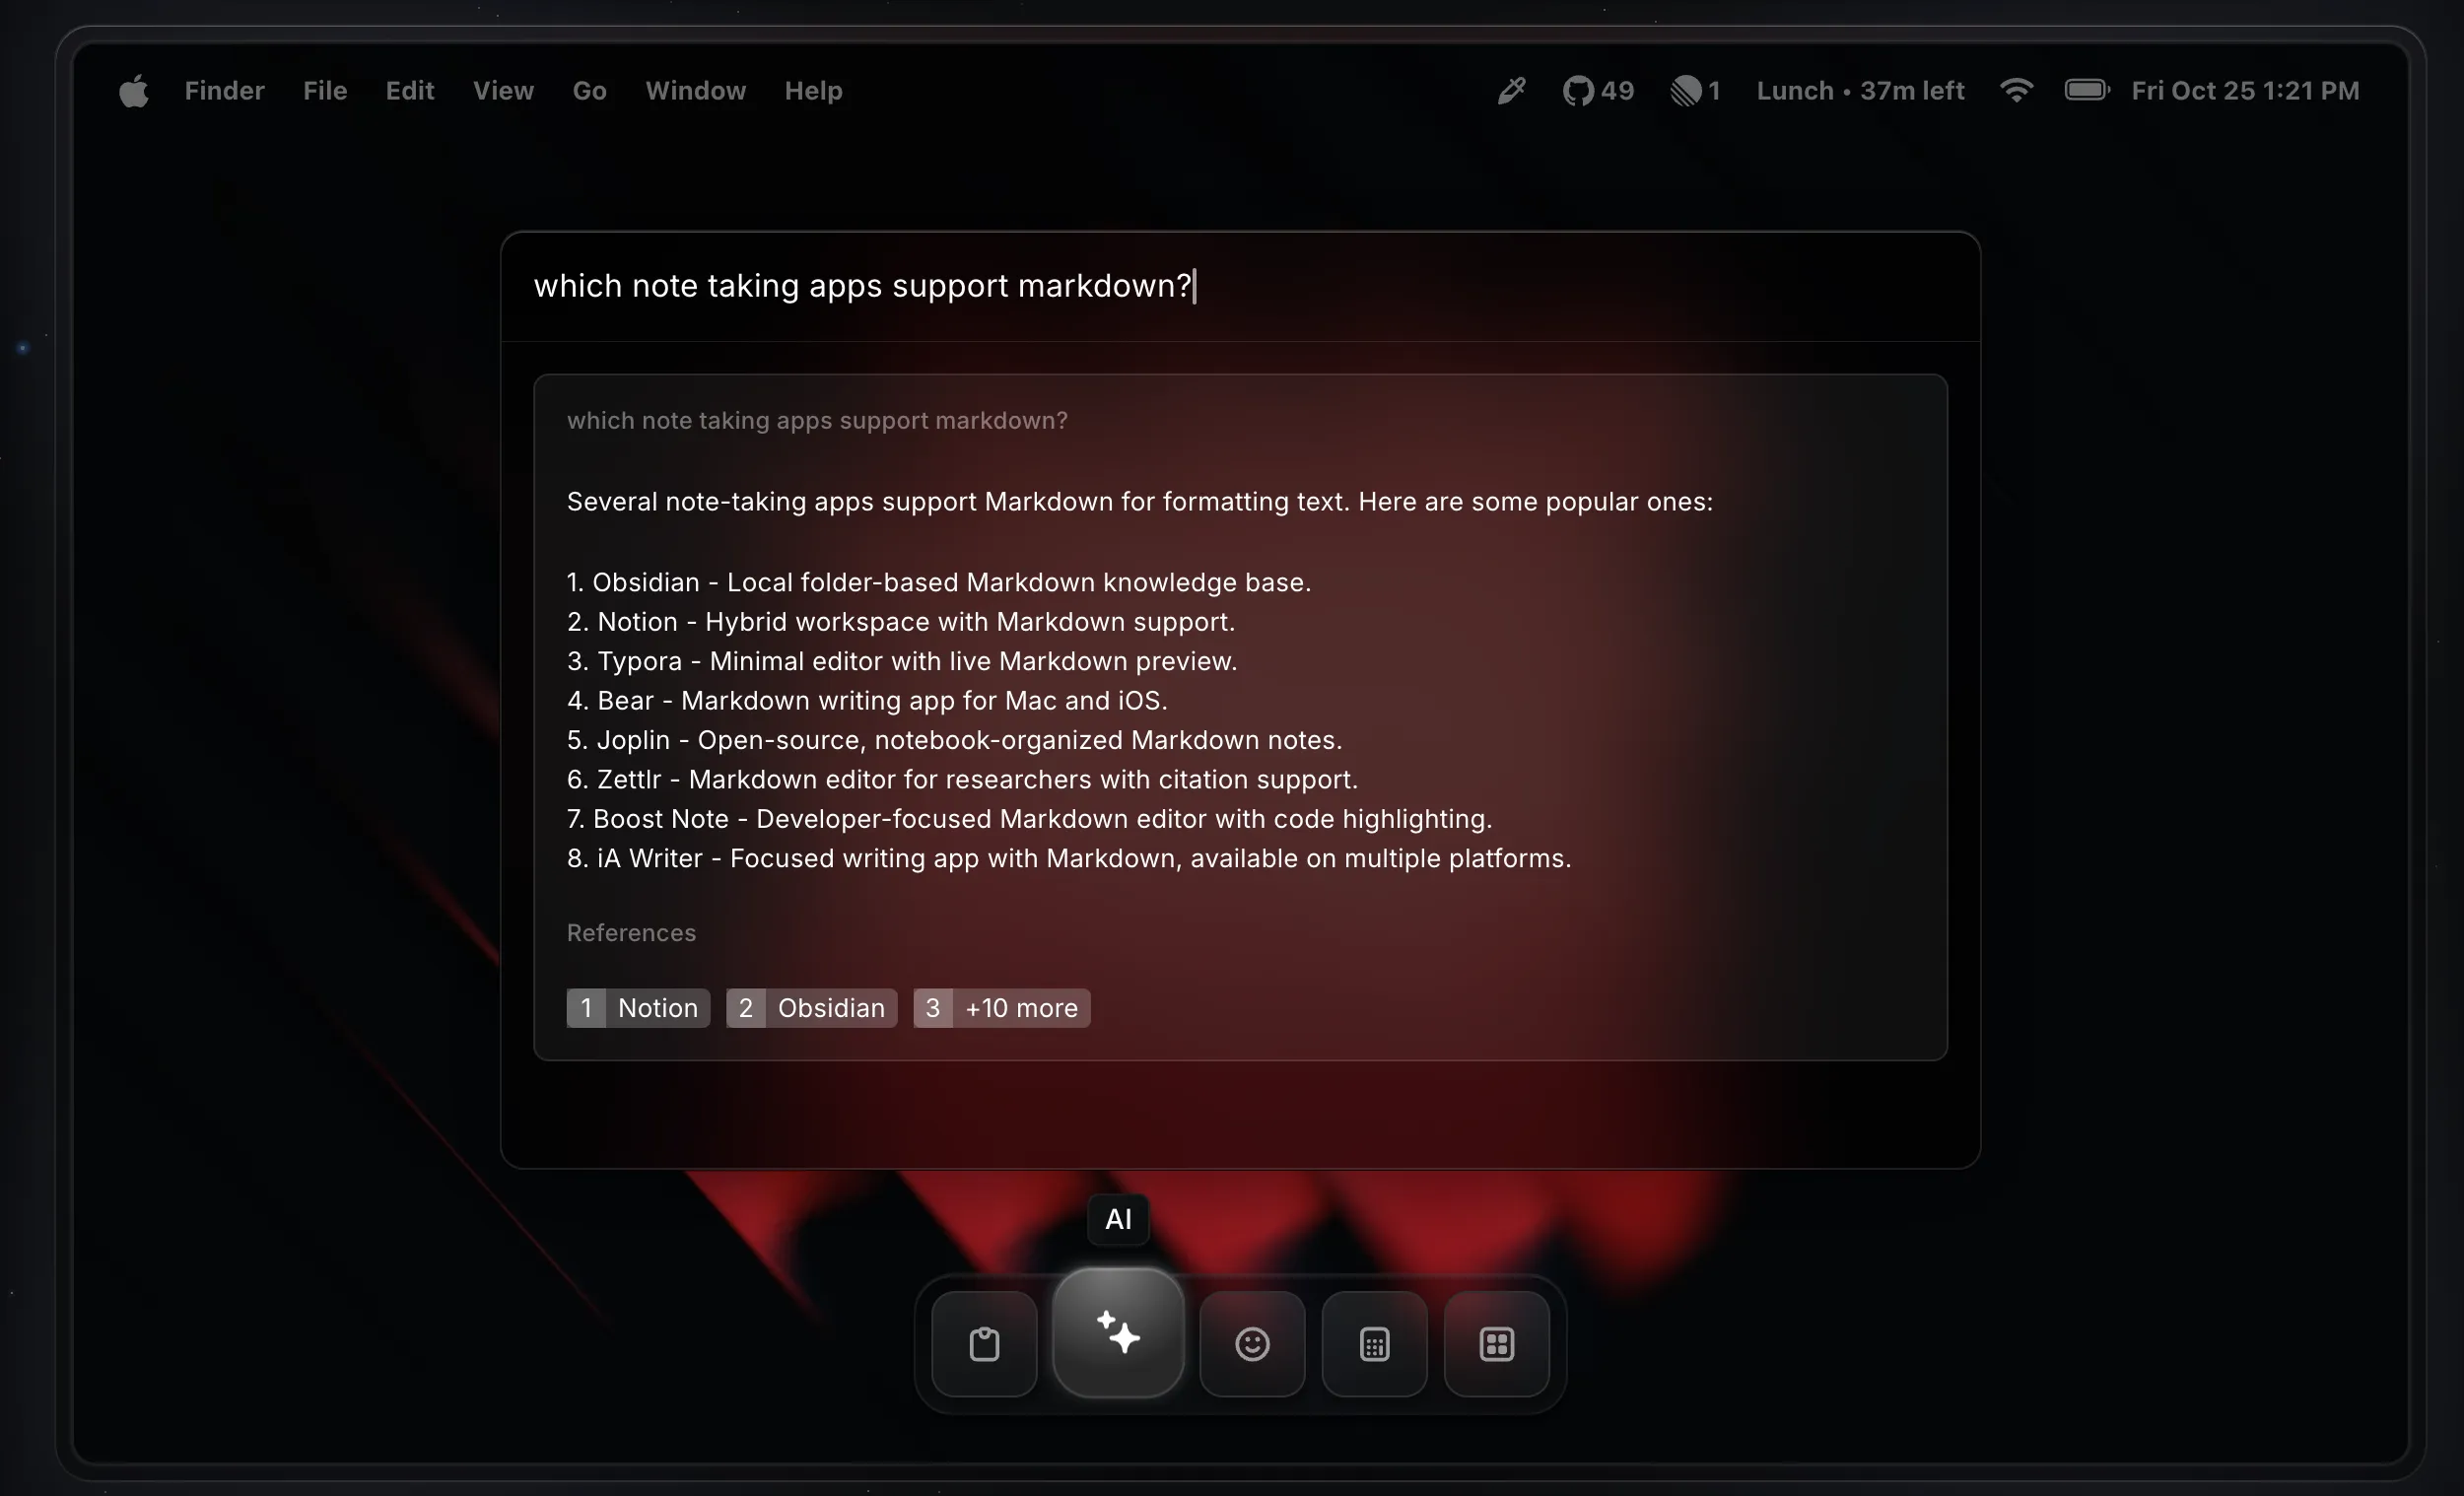 Finder File Edit View Go Window Help 49 1 Lunch • 37m left Fri Oct 25 1:21 PM
which note taking apps support markdown?
which note taking apps support markdown?
Several note-taking apps support Markdown for formatting text. Here are some popular ones:
1. Obsidian - Local folder-based Markdown knowledge base.
2. Notion - Hybrid workspace with Markdown support.
3. Typora - Minimal editor with live Markdown preview.
4. Bear - Markdown writing app for Mac and iOS.
5. Joplin - Open-source, notebook-organized Markdown notes.
6. Zettlr - Markdown editor for researchers with citation support.
7. Boost Note - Developer-focused Markdown editor with code highlighting.
8. iA Writer - Focused writing app with Markdown, available on multiple platforms.
References
1 Notion 2 Obsidian 3 +10 more
AI